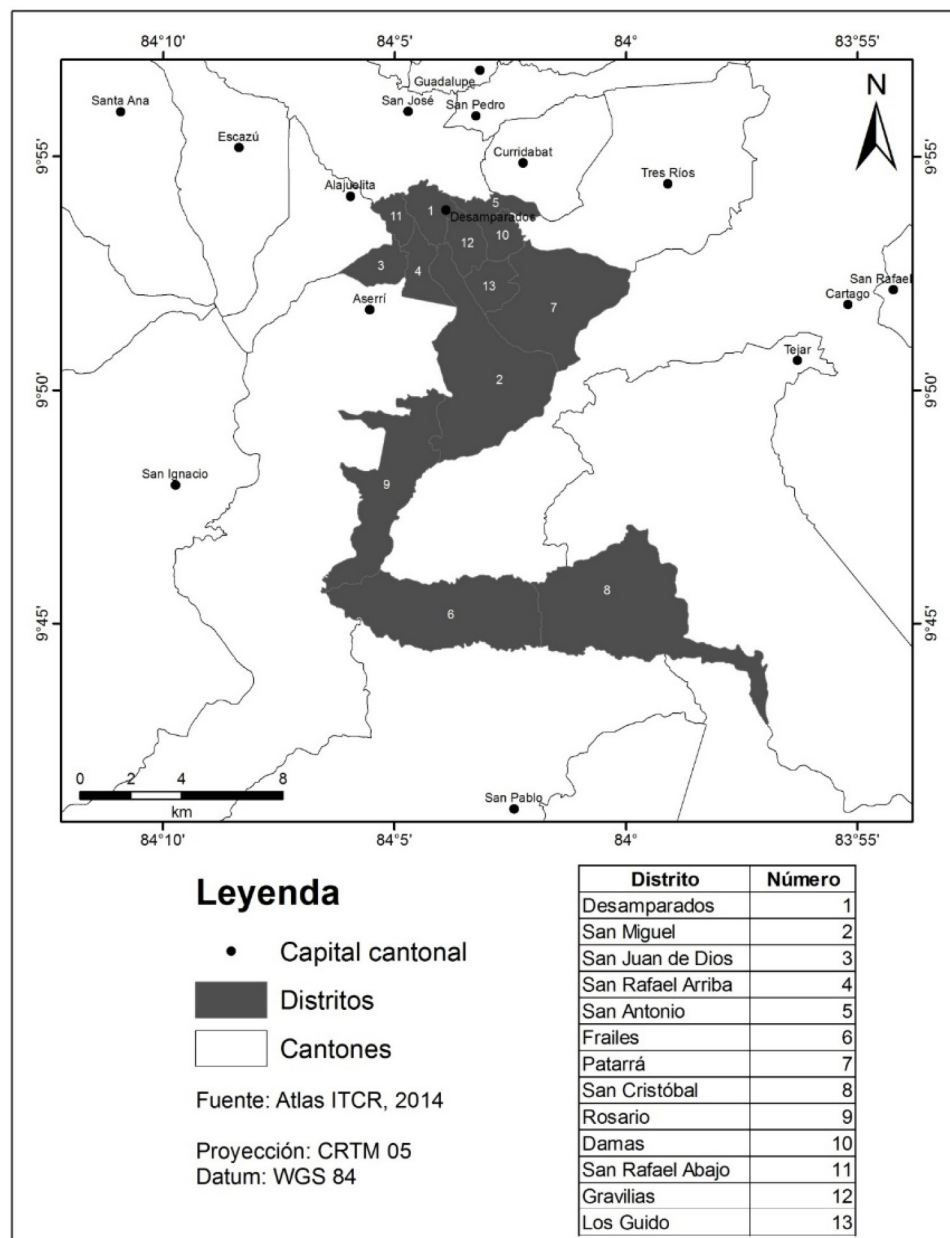 84°10'
84°5'
84°
83°55'
Guadalupe
Santa Ana
San José
San Pedro
N
Escazú
9°55'
9°55'
Curridabat
Alajuelita
Tres Ríos
5
1
11
Desamparados
12
10
3
4
13
San Rafael
Aserrí
7
Cartago
Tejar
2
9°50'
9°50'
San Ignacio
9
8
6
9°45'
9°45'
0 2 4 8
km
San Pablo
84°10'
84°5'
84°
83°55'
Leyenda
Capital cantonal
Distritos
Cantones
Fuente: Atlas ITCR, 2014
Proyección: CRTM 05
Datum: WGS 84
Distrito Número
Desamparados 1
San Miguel 2
San Juan de Dios 3
San Rafael Arriba 4
San Antonio 5
Frailes 6
Patarrá 7
San Cristóbal 8
Rosario 9
Damas 10
San Rafael Abajo 11
Gravilias 12
Los Guido 13